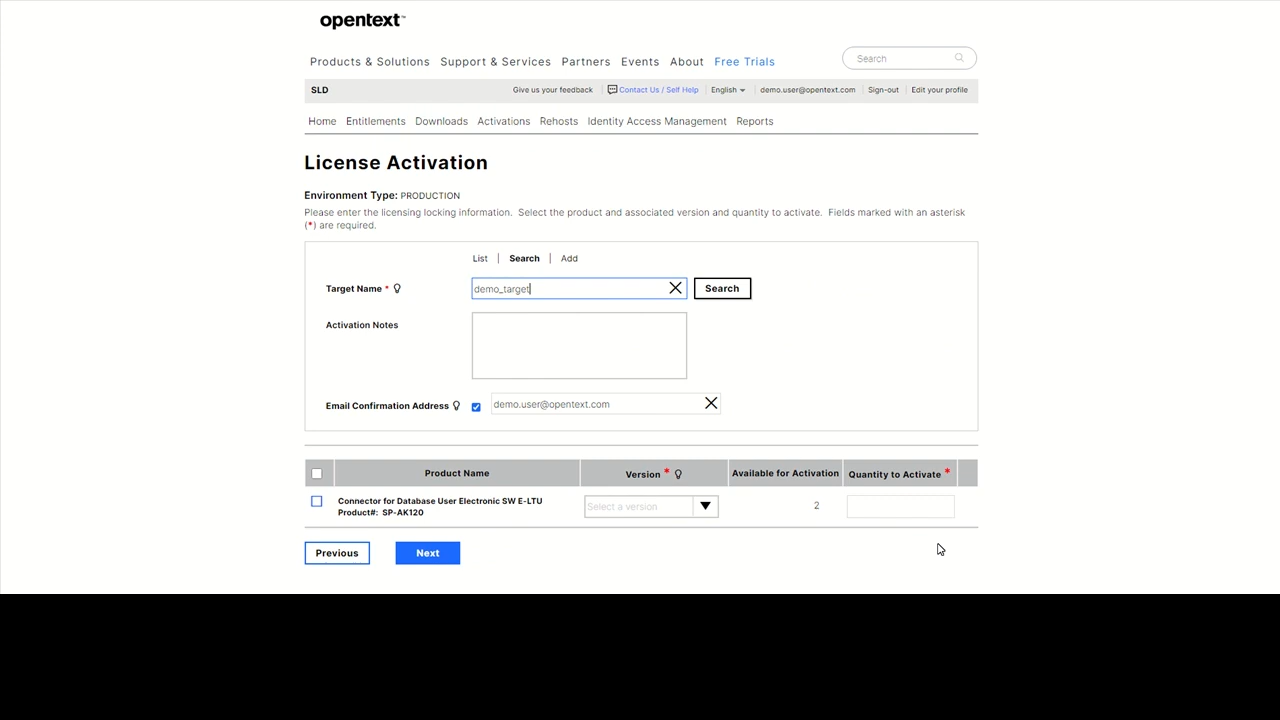 opentext™
Products & Solutions Support & Services Partners Events About Free Trials
Search
SLD
Give us your feedback Contact Us / Self Help English demo.user@opentext.com Sign-out Edit your profile
Home Entitlements Downloads Activations Rehosts Identity Access Management Reports
License Activation
Environment Type: PRODUCTION
Please enter the licensing locking information. Select the product and associated version and quantity to activate. Fields marked with an asterisk
(*) are required.
List | Search | Add
Target Name *
demo_target
Search
Activation Notes
Email Confirmation Address
demo.user@opentext.com
Product Name Version * Available for Activation Quantity to Activate *
Connector for Database User Electronic SW E-LTU
Product#: SP-AK120
Select a version
2
Previous Next